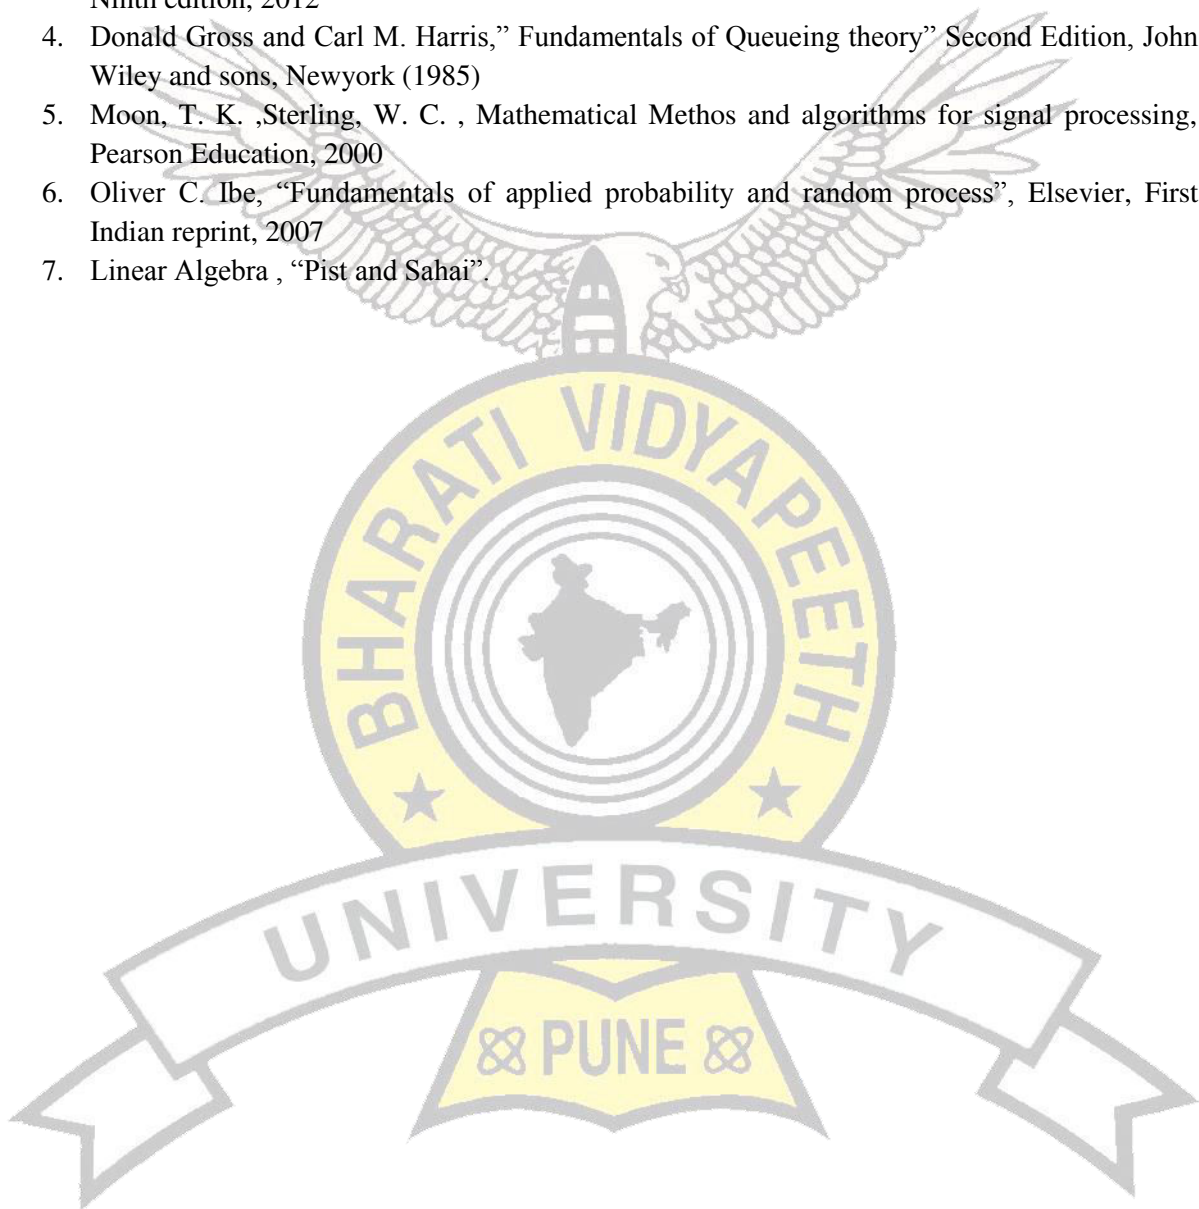 Ninth edition, 2012
4. Donald Gross and Carl M. Harris,” Fundamentals of Queueing theory” Second Edition, John
Wiley and sons, Newyork (1985)
5. Moon, T. K. ,Sterling, W. C. , Mathematical Methos and algorithms for signal processing,
Pearson Education, 2000
6. Oliver C. Ibe, “Fundamentals of applied probability and random process”, Elsevier, First
Indian reprint, 2007
7. Linear Algebra , “Pist and Sahai”.
BHARATI VIDYAPEETH
UNIVERSITY
PUNE